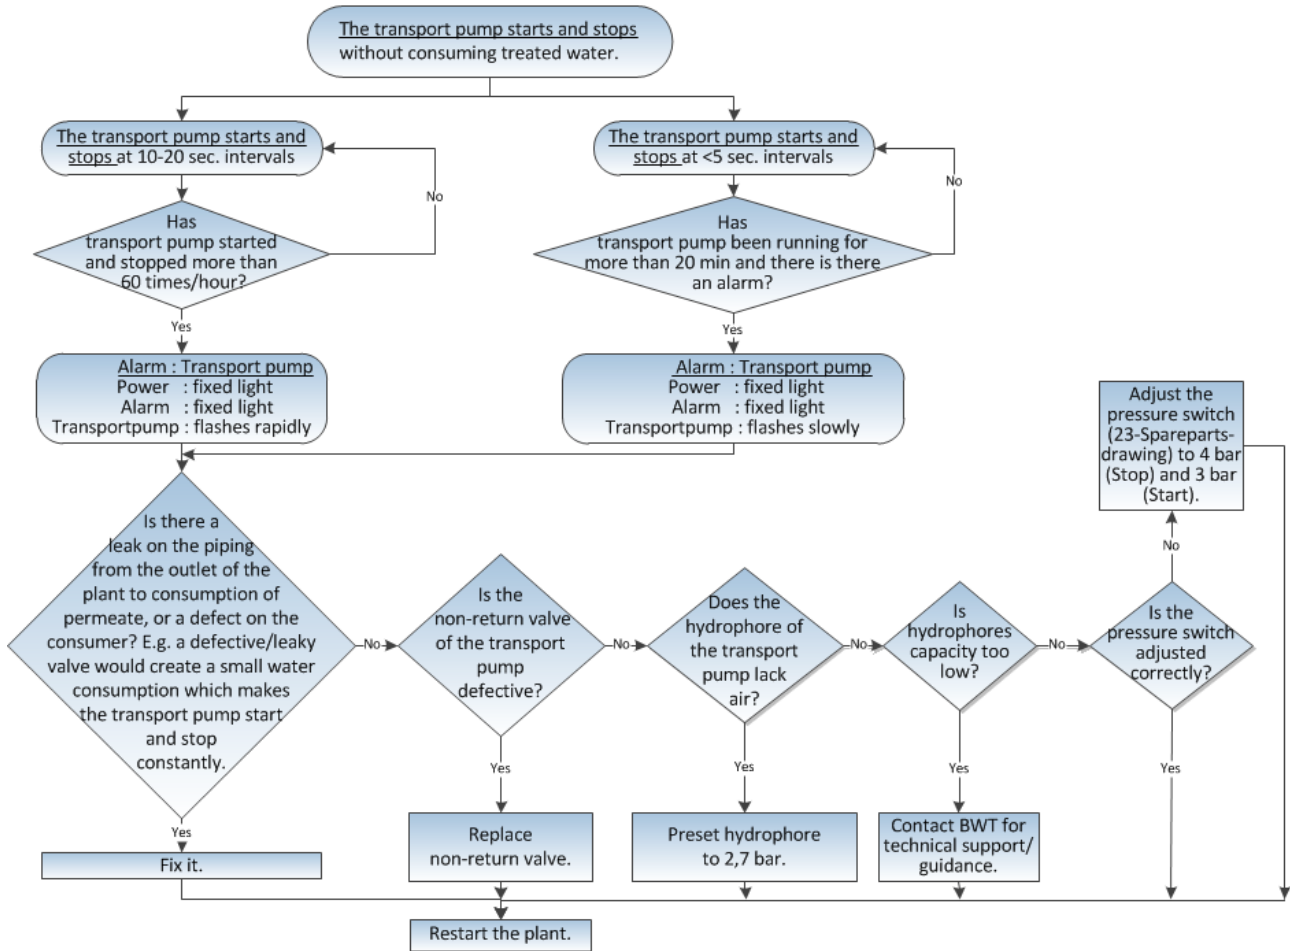 The transport pump starts and stops
without consuming treated water.
The transport pump starts and
stops at 10-20 sec. intervals
The transport pump starts and
stops at <5 sec. intervals
No
No
Has
transport pump started
and stopped more than
60 times/hour?
Has
transport pump been running for
more than 20 min and there is there
an alarm?
Yes
Yes
Alarm : Transport pump
Power : fixed light
Alarm : fixed light
Transportpump : flashes rapidly
Alarm : Transport pump
Power : fixed light
Alarm : fixed light
Transportpump : flashes slowly
Adjust the
pressure switch
(23-Spareparts-
drawing) to 4 bar
(Stop) and 3 bar
(Start).
No
Is there a
leak on the piping
from the outlet of the
plant to consumption of
permeate, or a defect on the
consumer? E.g. a defective/leaky
valve would create a small water
consumption which makes
the transport pump start
and stop
constantly.
No
Is the
non-return valve
of the transport
pump
defective?
No
Does the
hydrophore of
the transport
pump lack
air?
No
Is
hydrophores
capacity too
low?
No
Is the
pressure switch
adjusted
correctly?
Yes
Yes
Yes
Yes
Yes
Fix it.
Replace
non-return valve.
Preset hydrophore
to 2,7 bar.
Contact BWT for
technical support/
guidance.
Restart the plant.